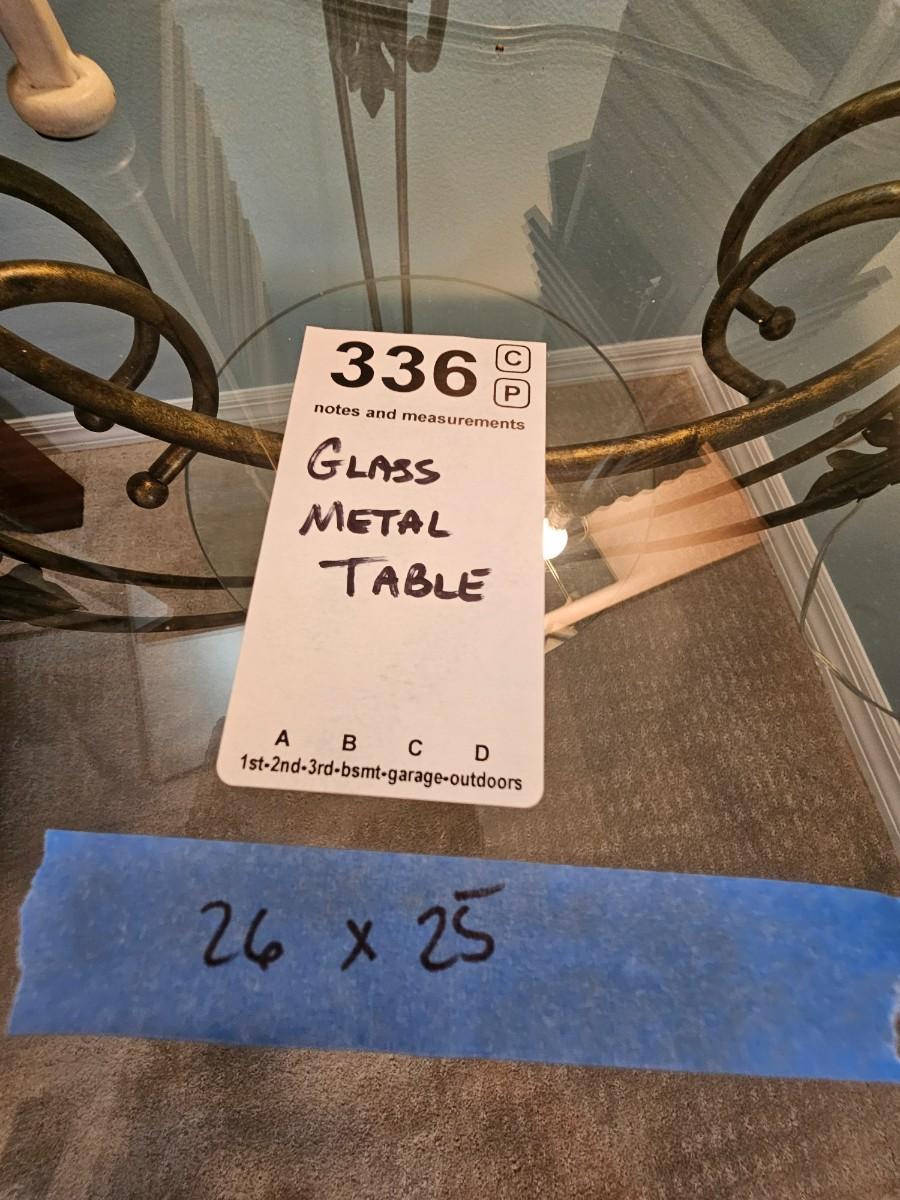 336 C
P
notes and measurements
GLASS
METAL
TABLE
A B C D
1st-2nd-3rd-bsmt-garage-outdoors
26 x 25